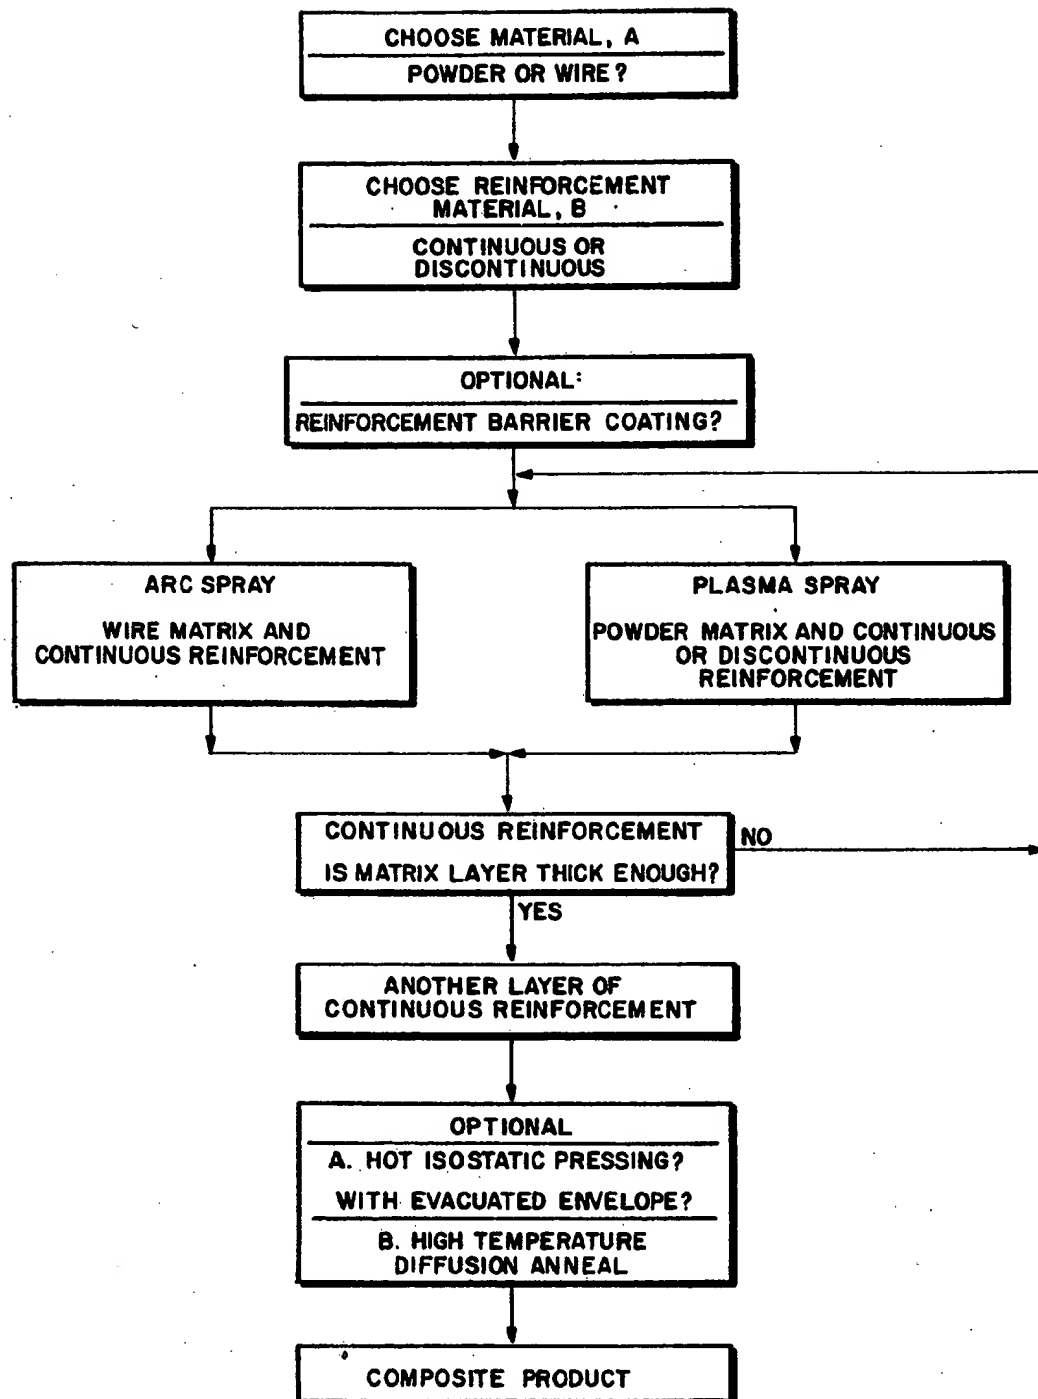 CHOOSE MATERIAL, A
POWDER OR WIRE?
CHOOSE REINFORCEMENT
MATERIAL, B
CONTINUOUS OR
DISCONTINUOUS
OPTIONAL:
REINFORCEMENT BARRIER COATING?
ARC SPRAY
WIRE MATRIX AND
CONTINUOUS REINFORCEMENT
PLASMA SPRAY
POWDER MATRIX AND CONTINUOUS
OR DISCONTINUOUS
REINFORCEMENT
CONTINUOUS REINFORCEMENT
IS MATRIX LAYER THICK ENOUGH?
NO
YES
ANOTHER LAYER OF
CONTINUOUS REINFORCEMENT
OPTIONAL
A. HOT ISOSTATIC PRESSING?
WITH EVACUATED ENVELOPE?
B. HIGH TEMPERATURE
DIFFUSION ANNEAL
COMPOSITE PRODUCT